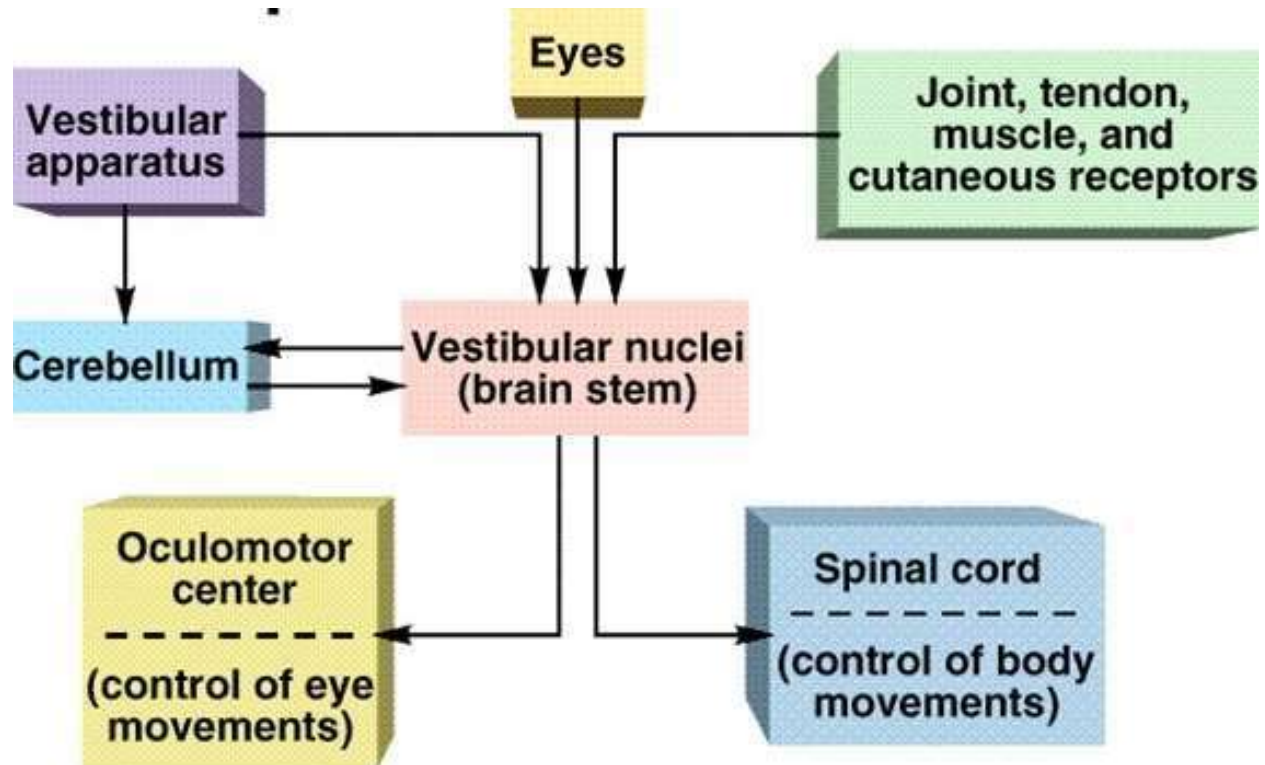 Eyes
Vestibular
apparatus
Joint, tendon,
muscle, and
cutaneous receptors
Cerebellum
Vestibular nuclei
(brain stem)
Oculomotor
center
(control of eye
movements)
Spinal cord
(control of body
movements)